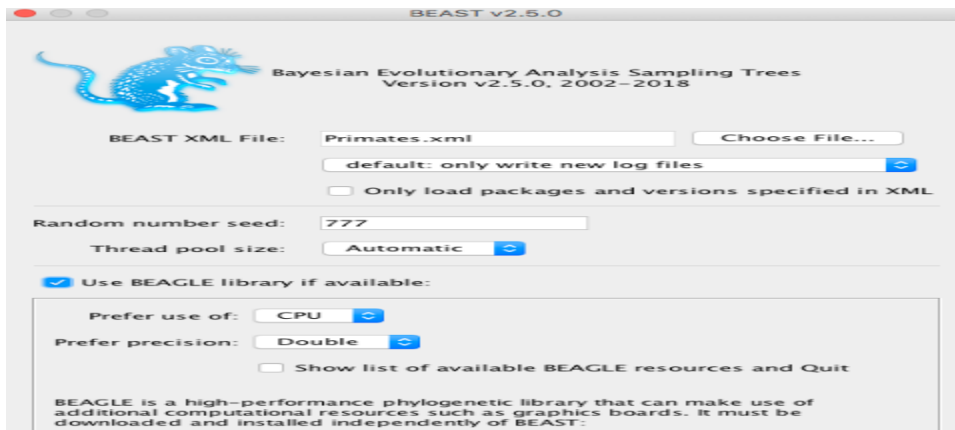 BEAST v2.5.0
Bayesian Evolutionary Analysis Sampling Trees
Version v2.5.0, 2002–2018
BEAST XML File: Primates.xml Choose File...
default: only write new log files
Only load packages and versions specified in XML
Random number seed: 777
Thread pool size: Automatic
Use BEAGLE library if available:
Prefer use of: CPU
Prefer precision: Double
Show list of available BEAGLE resources and Quit
BEAGLE is a high-performance phylogenetic library that can make use of
additional computational resources such as graphics boards. It must be
downloaded and installed independently of BEAST: